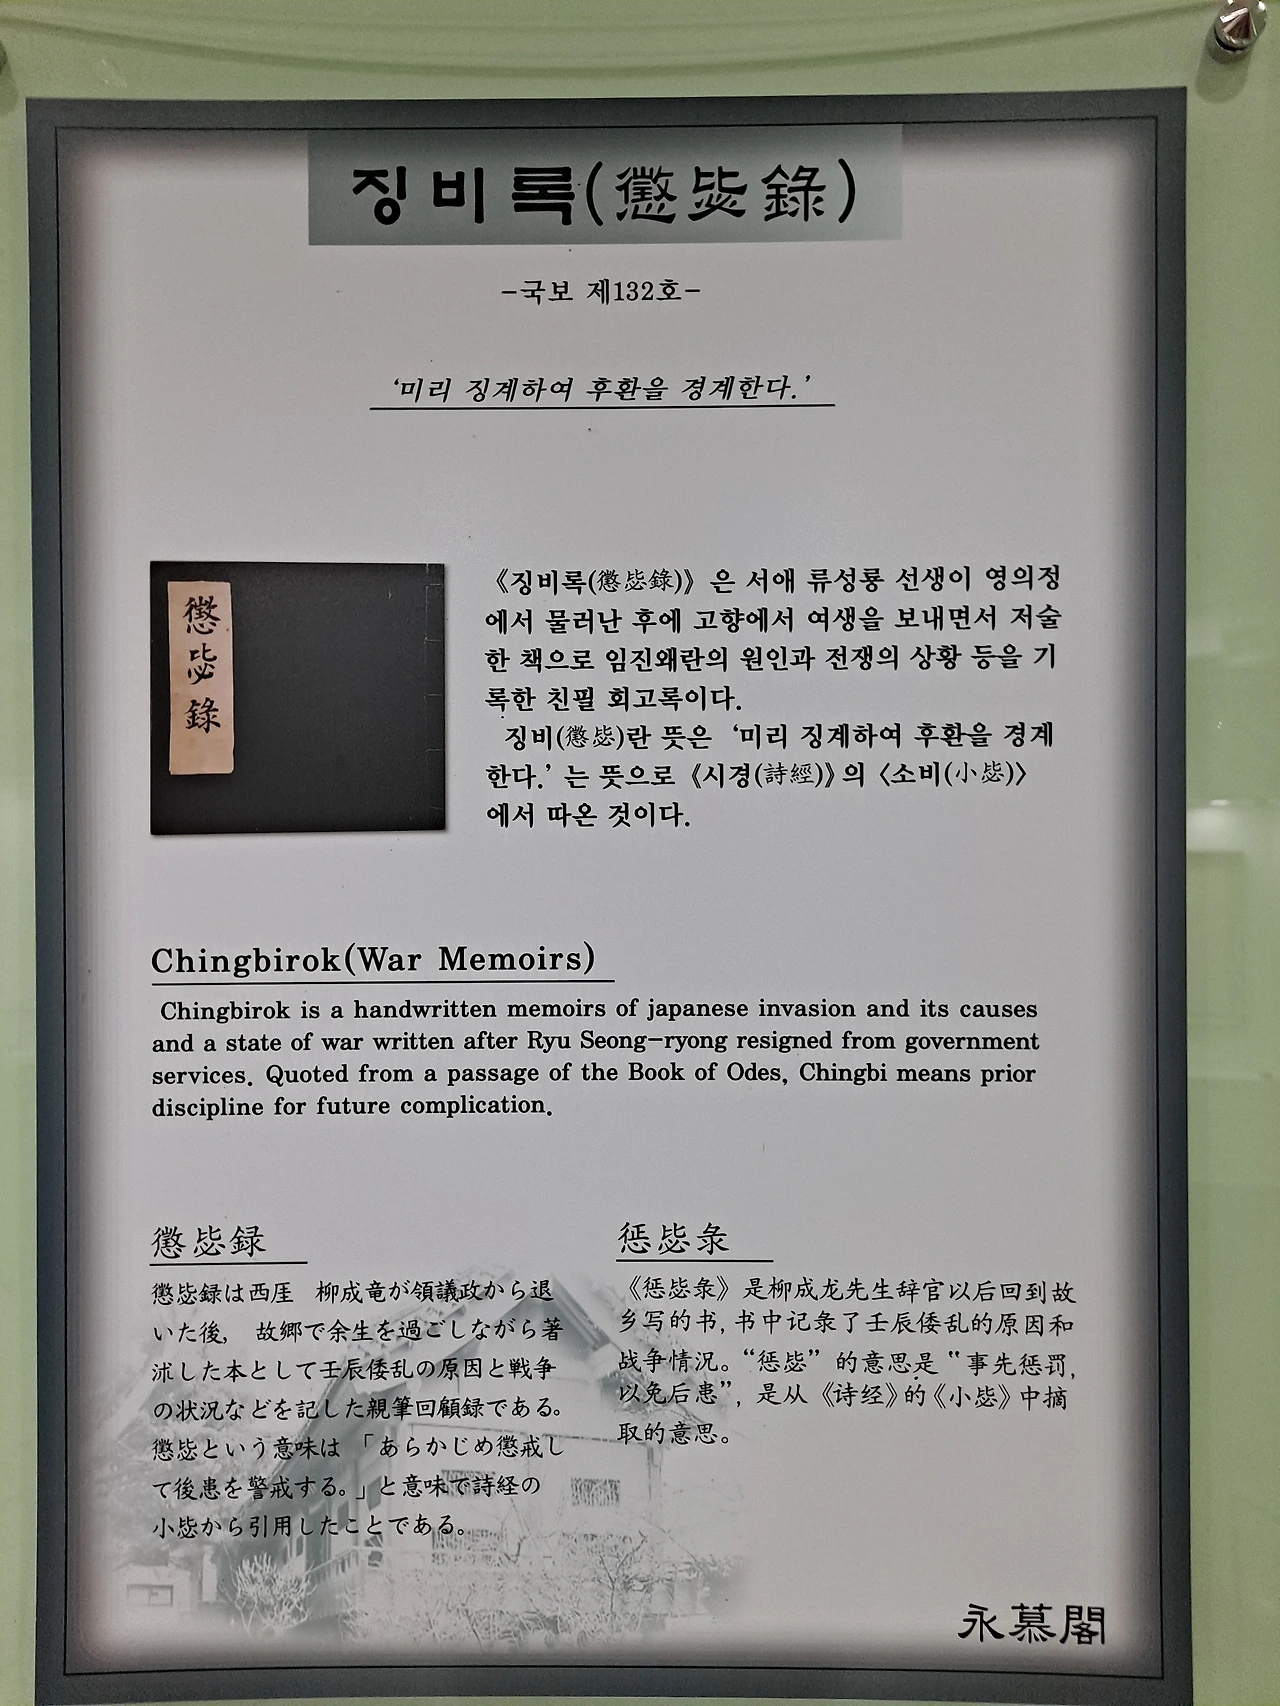 징비록(懲毖錄)
-국보 제132호-
‘미리 징계하여 후환을 경계한다.’
懲毖錄
《징비록(懲毖錄)》은 서애 류성룡 선생이 영의정
에서 물러난 후에 고향에서 여생을 보내면서 저술
한 책으로 임진왜란의 원인과 전쟁의 상황 등을 기
록한 친필 회고록이다.
징비(懲毖)란 뜻은 ‘미리 징계하여 후환을 경계
한다.’는 뜻으로《시경(詩經)》의〈소비(小毖)〉
에서 따온 것이다.
Chingbirok(War Memoirs)
Chingbirok is a handwritten memoirs of japanese invasion and its causes
and a state of war written after Ryu Seong-ryong resigned from government
services. Quoted from a passage of the Book of Odes, Chingbi means prior
discipline for future complication.
懲毖録
懲毖録は西厓　柳成竜が領議政から退
いた後,　故郷で余生を過ごしながら著
沭した本として壬辰倭乱の原因と戦争
の状況などを記した親筆回顧録である。
懲毖という意味は「あらかじめ懲戒し
て後患を警戒する。」と意味で詩経の
小毖から引用したことである。
惩毖录
《惩毖录》是柳成龙先生辞官以后回到故
乡写的书, 书中记录了壬辰倭乱的原因和
战争情况。“惩毖” 的意思是 “事先惩罚,
以免后患”, 是从《诗经》的《小毖》中摘
取的意思。
永慕閣